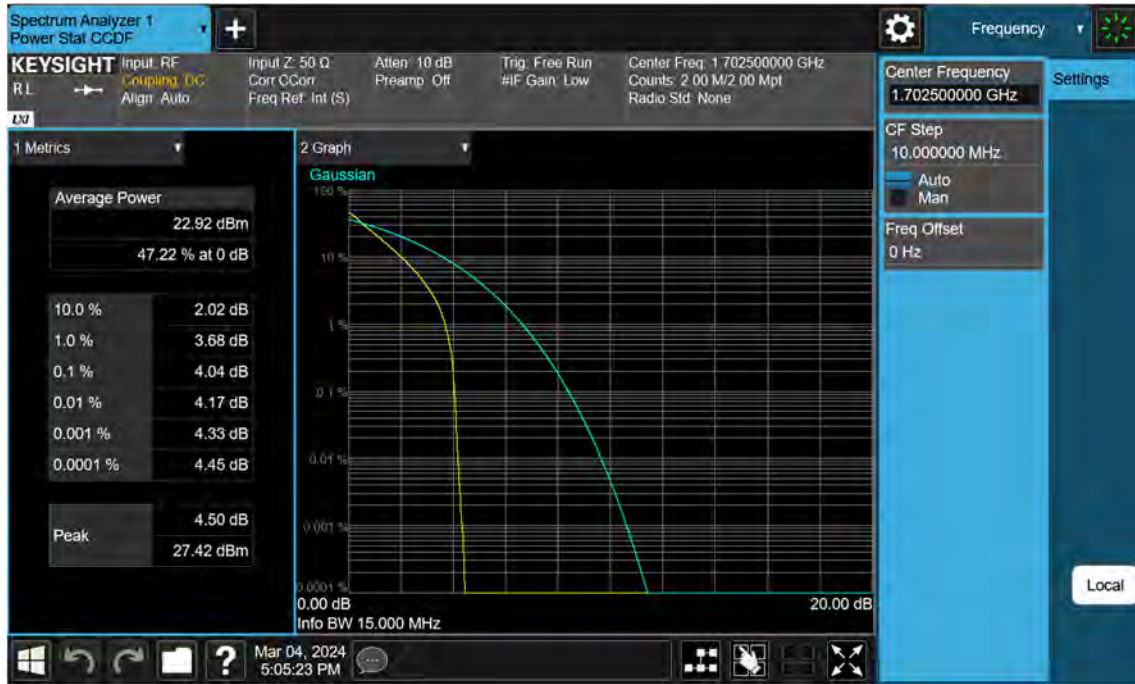 Spectrum Analyzer 1
Power Stat CCDF
+
Frequency
KEYSIGHT
Input: RF
Coupling: DC
Align: Auto
RL
LXI
Input Z: 50 Ω
Corr CCorr
Freq Ref: Int (S)
Atten: 10 dB
Preamp: Off
Trig: Free Run
#IF Gain: Low
Center Freq: 1.702500000 GHz
Counts: 2.00 M/2.00 Mpt
Radio Std: None
Center Frequency
1.702500000 GHz
Settings
CF Step
10.000000 MHz
Auto
Man
Freq Offset
0 Hz
1 Metrics
Average Power
22.92 dBm
47.22 % at 0 dB
10.0 % 2.02 dB
1.0 % 3.68 dB
0.1 % 4.04 dB
0.01 % 4.17 dB
0.001 % 4.33 dB
0.0001 % 4.45 dB
Peak
4.50 dB
27.42 dBm
2 Graph
Gaussian
100 %
10 %
1 %
0.1 %
0.01 %
0.001 %
0.0001 %
0.00 dB 20.00 dB
Info BW 15.000 MHz
Local
?
Mar 04, 2024
5:05:23 PM